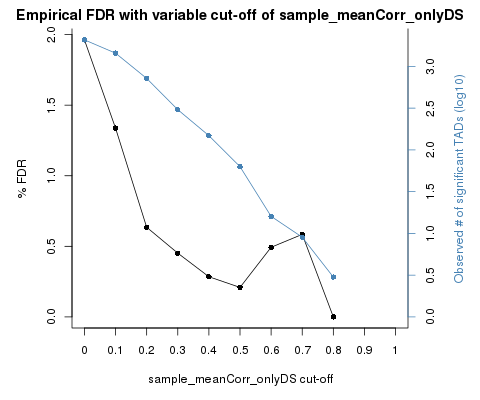 Empirical FDR with variable cut-off of sample_meanCorr_onlyDS
% FDR
2.0
1.5
1.0
0.5
0.0
3.0
2.5
2.0
1.5
1.0
0.5
0.0
Observed # of significant TADs (log10)
0 0.1 0.2 0.3 0.4 0.5 0.6 0.7 0.8 0.9 1
sample_meanCorr_onlyDS cut-off